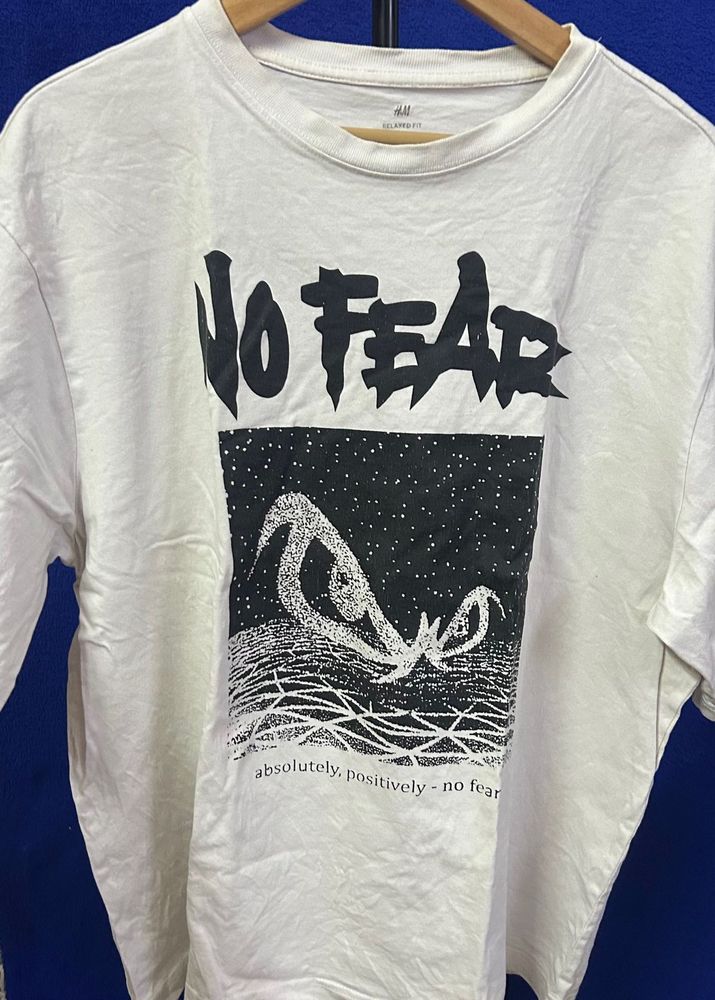 H&M
RELAXED FIT
NO FEAR
absolutely, positively - no fear